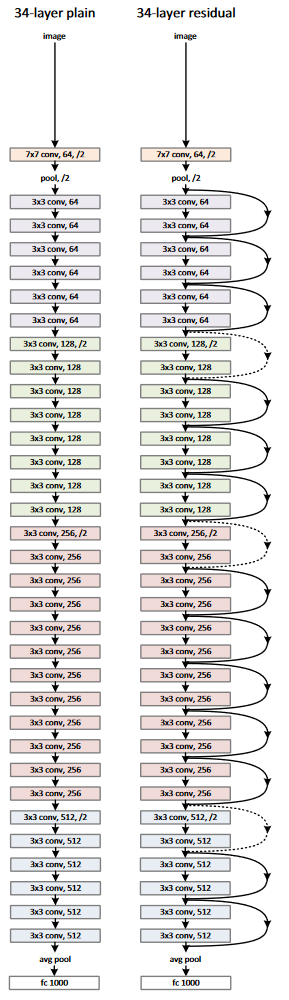 34-layer plain
image
7x7 conv, 64, /2
pool, /2
3x3 conv, 64
3x3 conv, 64
3x3 conv, 64
3x3 conv, 64
3x3 conv, 64
3x3 conv, 64
3x3 conv, 128, /2
3x3 conv, 128
3x3 conv, 128
3x3 conv, 128
3x3 conv, 128
3x3 conv, 128
3x3 conv, 128
3x3 conv, 128
3x3 conv, 256, /2
3x3 conv, 256
3x3 conv, 256
3x3 conv, 256
3x3 conv, 256
3x3 conv, 256
3x3 conv, 256
3x3 conv, 256
3x3 conv, 256
3x3 conv, 256
3x3 conv, 256
3x3 conv, 256
3x3 conv, 512, /2
3x3 conv, 512
3x3 conv, 512
3x3 conv, 512
3x3 conv, 512
3x3 conv, 512
avg pool
fc 1000
34-layer residual
image
7x7 conv, 64, /2
pool, /2
3x3 conv, 64
3x3 conv, 64
3x3 conv, 64
3x3 conv, 64
3x3 conv, 64
3x3 conv, 64
3x3 conv, 128, /2
3x3 conv, 128
3x3 conv, 128
3x3 conv, 128
3x3 conv, 128
3x3 conv, 128
3x3 conv, 128
3x3 conv, 128
3x3 conv, 256, /2
3x3 conv, 256
3x3 conv, 256
3x3 conv, 256
3x3 conv, 256
3x3 conv, 256
3x3 conv, 256
3x3 conv, 256
3x3 conv, 256
3x3 conv, 256
3x3 conv, 256
3x3 conv, 256
3x3 conv, 512, /2
3x3 conv, 512
3x3 conv, 512
3x3 conv, 512
3x3 conv, 512
3x3 conv, 512
avg pool
fc 1000